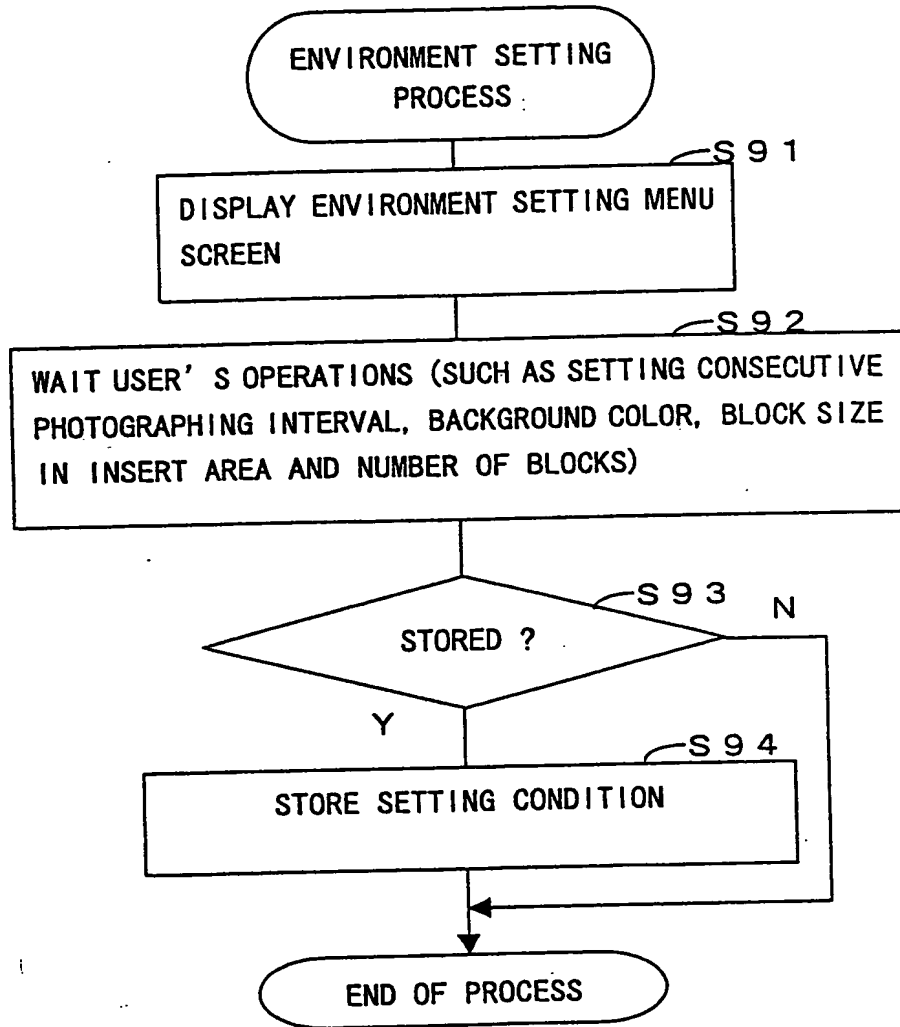 ENVIRONMENT SETTING
PROCESS
S91
DISPLAY ENVIRONMENT SETTING MENU
SCREEN
S92
WAIT USER'S OPERATIONS (SUCH AS SETTING CONSECUTIVE
PHOTOGRAPHING INTERVAL, BACKGROUND COLOR, BLOCK SIZE
IN INSERT AREA AND NUMBER OF BLOCKS)
S93
N
STORED ?
Y
S94
STORE SETTING CONDITION
END OF PROCESS